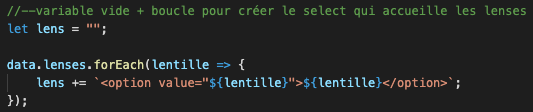 //--variable vide + boucle pour créer le select qui accueille les lenses
let lens = "";
data.lenses.forEach(lentille => {
lens += `<option value="${lentille}">${lentille}</option>`;
});